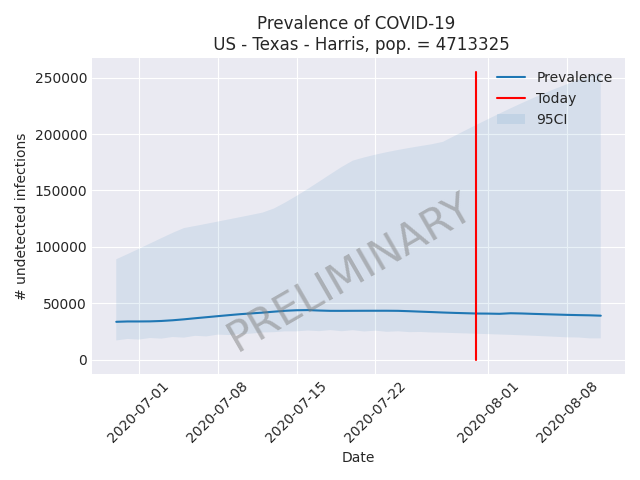 Prevalence of COVID-19
US - Texas - Harris, pop. = 4713325
# undetected infections
250000
200000
150000
100000
50000
0
Prevalence
Today
95CI
PRELIMINARY
2020-07-01
2020-07-08
2020-07-15
2020-07-22
2020-08-01
2020-08-08
Date